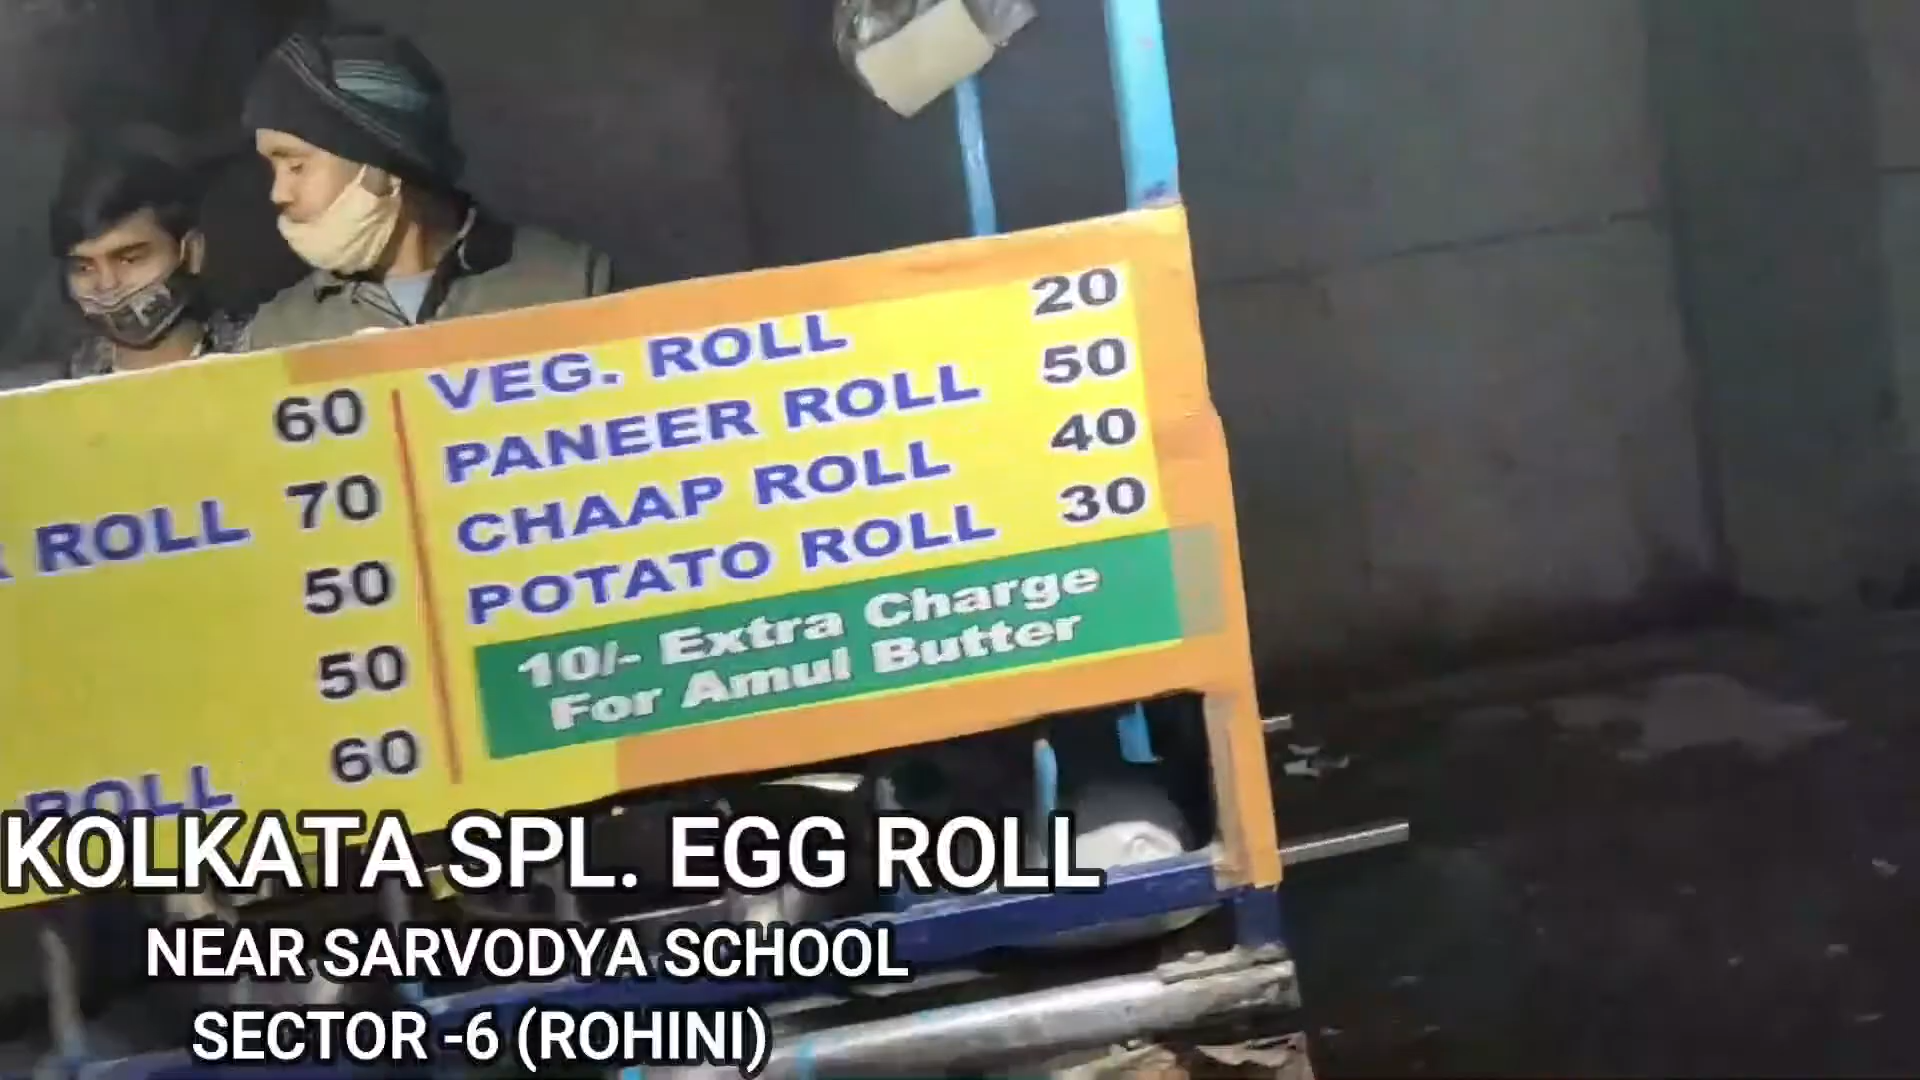 60
ROLL 70
50
50
ROLL 60
VEG. ROLL 20
PANEER ROLL 50
CHAAP ROLL 40
POTATO ROLL 30
10/- Extra Charge
For Amul Butter
KOLKATA SPL. EGG ROLL
NEAR SARVODYA SCHOOL
SECTOR -6 (ROHINI)